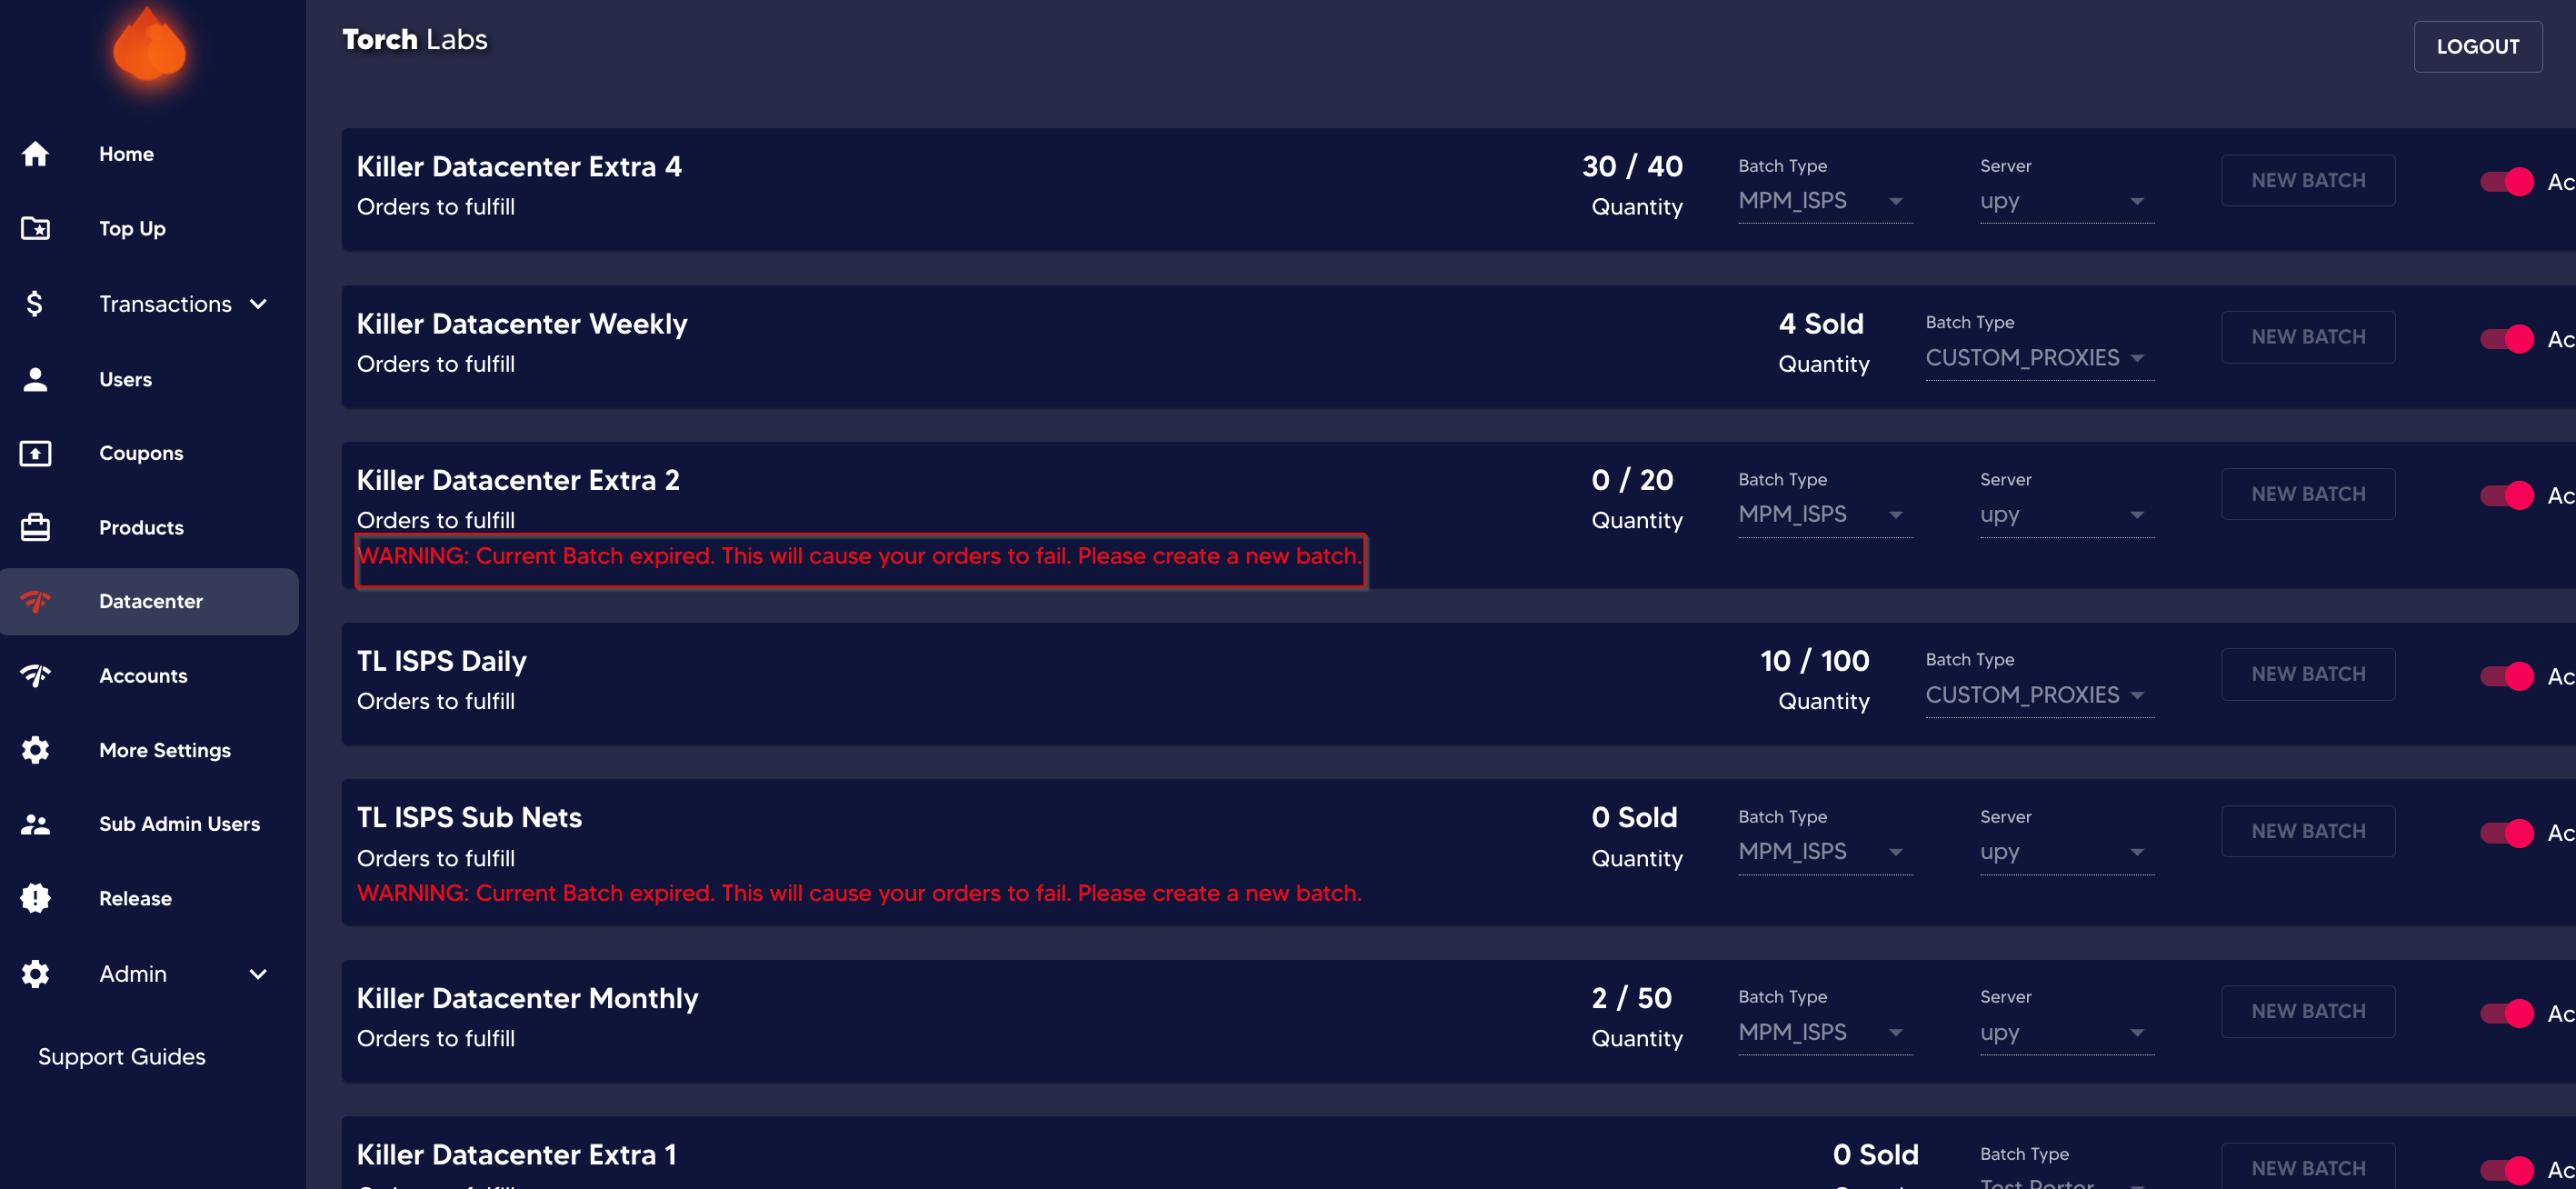 Torch Labs
LOGOUT
Home
Top Up
Transactions
Users
Coupons
Products
Datacenter
Accounts
More Settings
Sub Admin Users
Release
Admin
Support Guides
Killer Datacenter Extra 4
Orders to fulfill
30 / 40
Quantity
Batch Type
MPM_ISPS
Server
upy
NEW BATCH
Ac
Killer Datacenter Weekly
Orders to fulfill
4 Sold
Quantity
Batch Type
CUSTOM_PROXIES
NEW BATCH
Ac
Killer Datacenter Extra 2
Orders to fulfill
WARNING: Current Batch expired. This will cause your orders to fail. Please create a new batch.
0 / 20
Quantity
Batch Type
MPM_ISPS
Server
upy
NEW BATCH
Ac
TL ISPS Daily
Orders to fulfill
10 / 100
Quantity
Batch Type
CUSTOM_PROXIES
NEW BATCH
Ac
TL ISPS Sub Nets
Orders to fulfill
WARNING: Current Batch expired. This will cause your orders to fail. Please create a new batch.
0 Sold
Quantity
Batch Type
MPM_ISPS
Server
upy
NEW BATCH
Ac
Killer Datacenter Monthly
Orders to fulfill
2 / 50
Quantity
Batch Type
MPM_ISPS
Server
upy
NEW BATCH
Ac
Killer Datacenter Extra 1
0 Sold
Batch Type
NEW BATCH
Ac